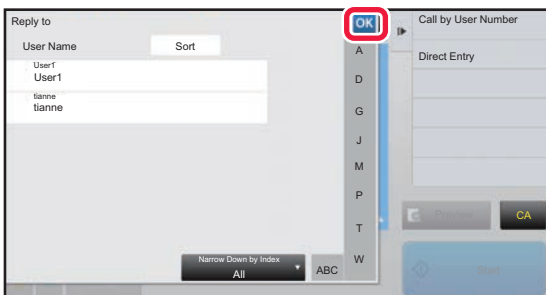 Reply to
OK
User Name
Sort
User1
User1
tianne
tianne
A
D
G
J
M
P
T
W
Narrow Down by Index
All
ABC
Call by User Number
Direct Entry
CA
Start